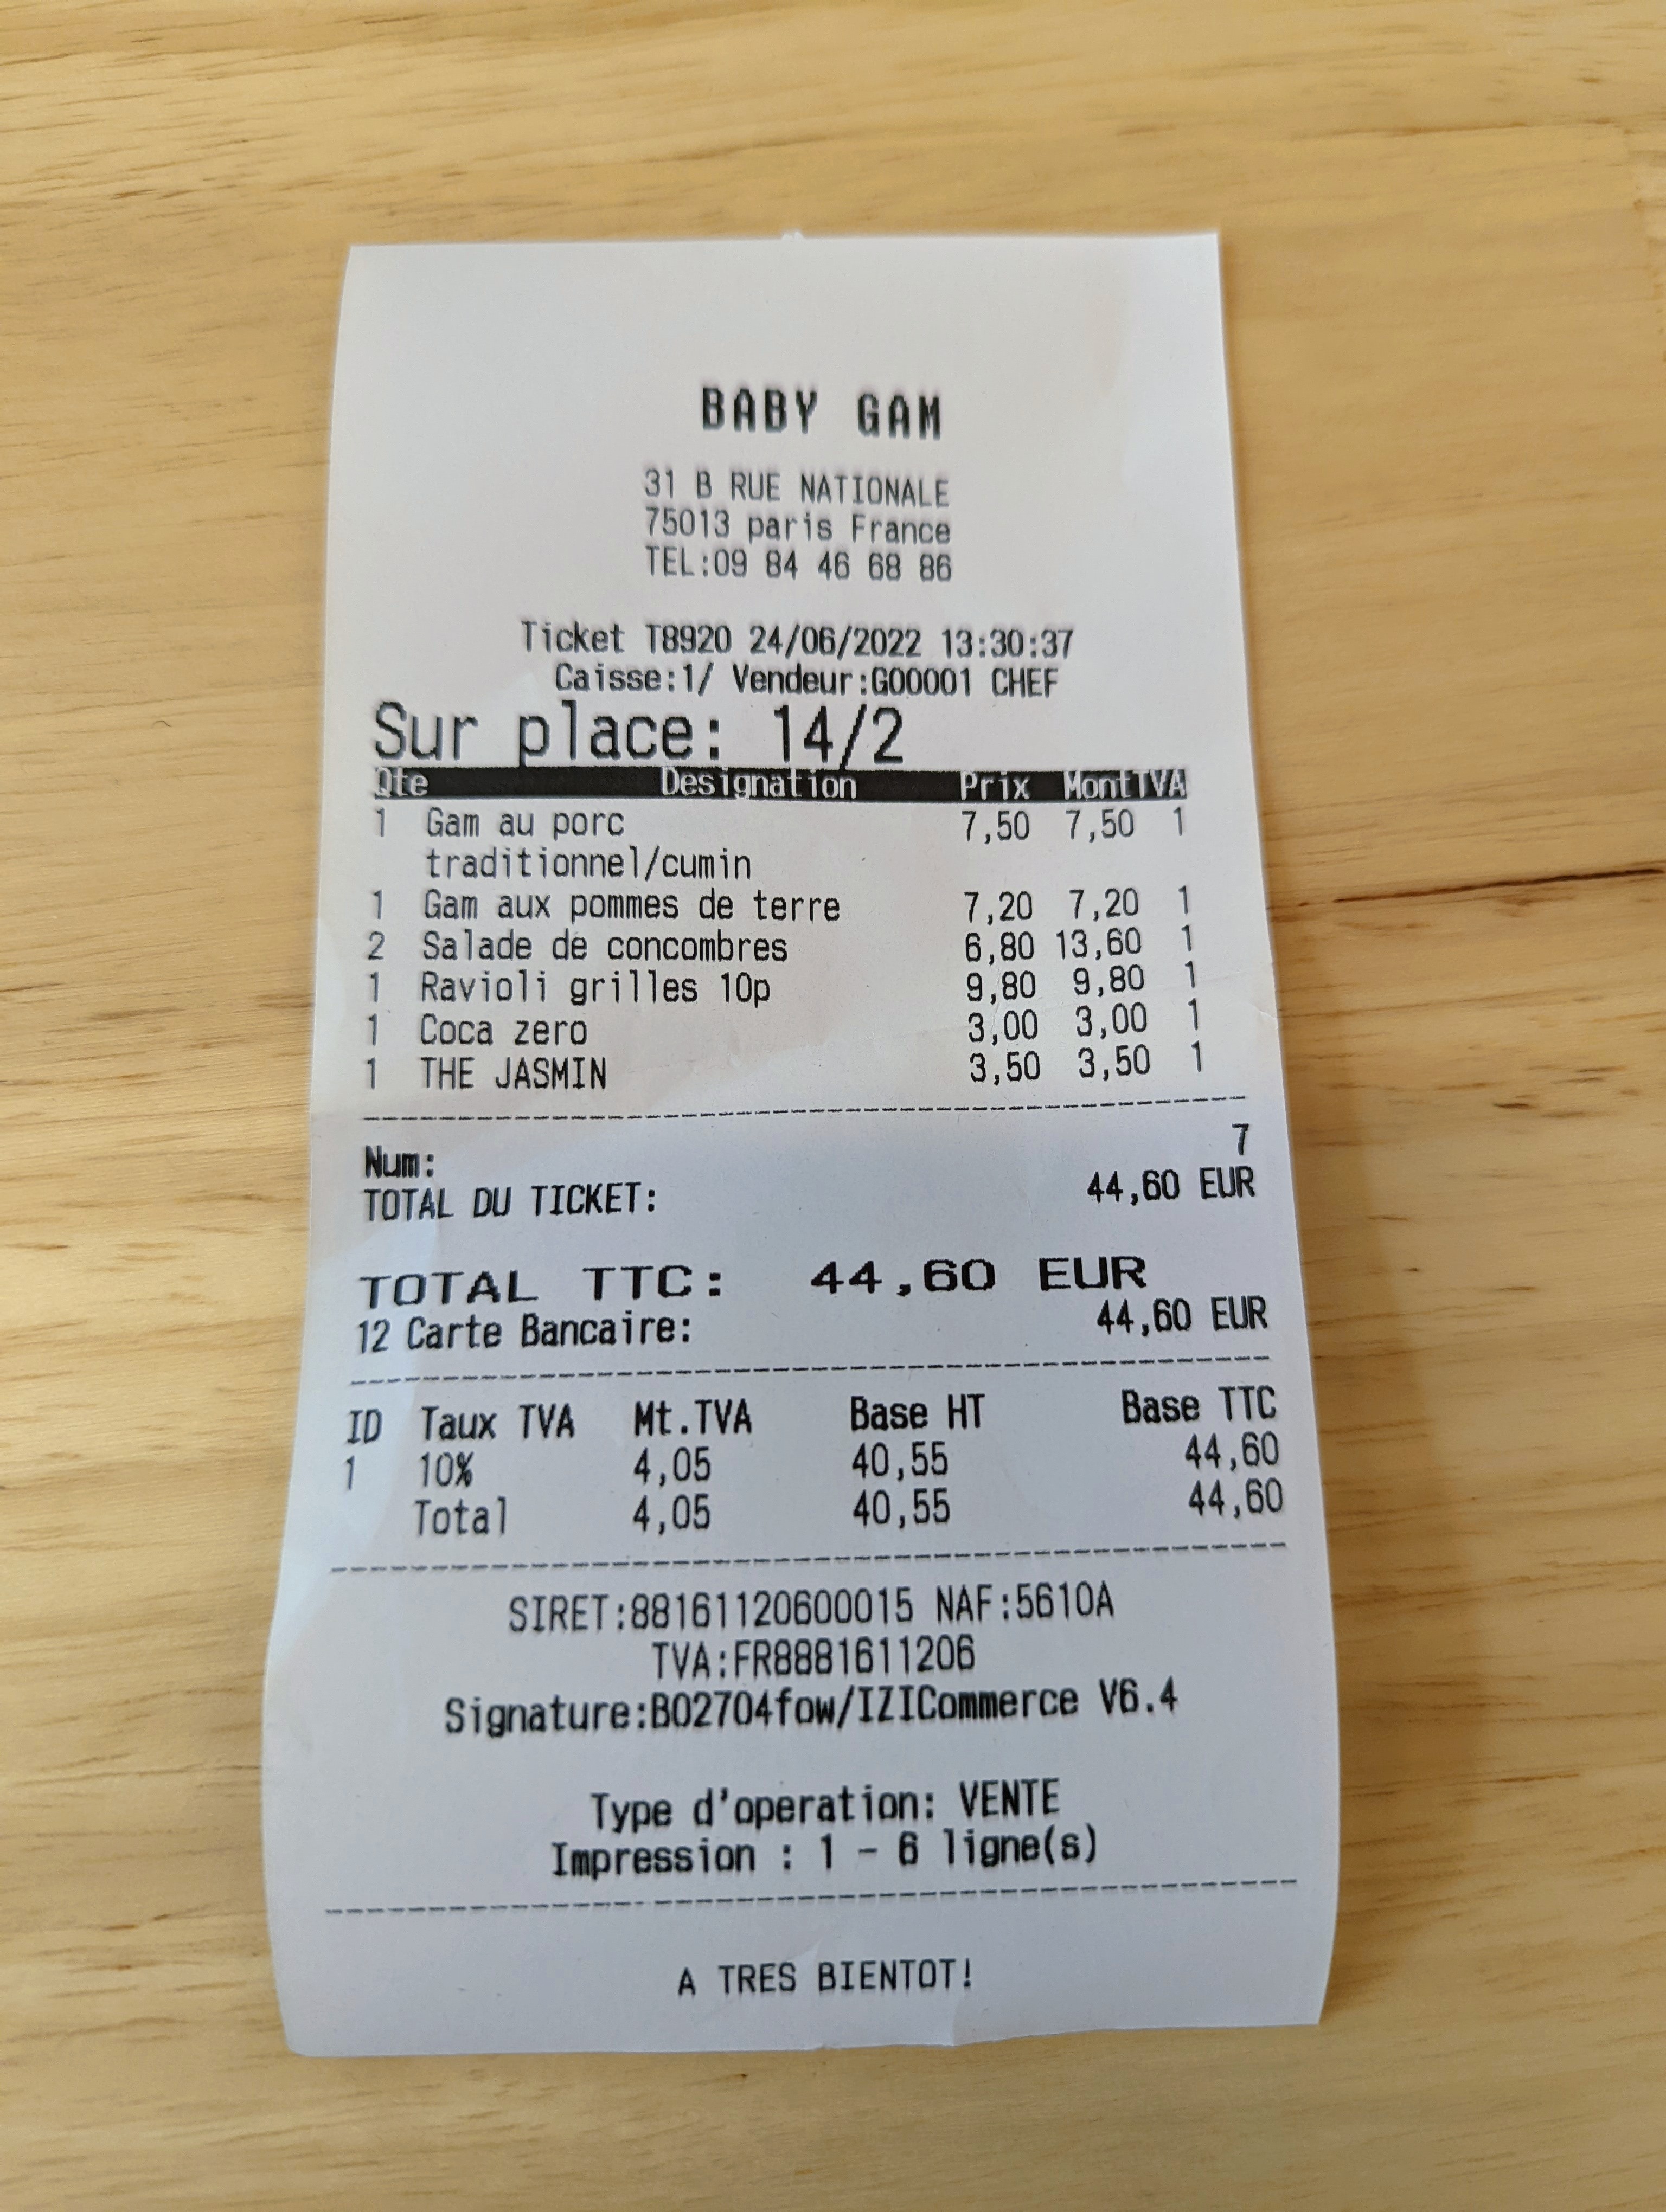 BABY GAM
31 B RUE NATIONALE
75013 paris France
TEL:09 84 46 68 86
Ticket T8920 24/06/2022 13:30:37
Caisse:1/ Vendeur:G00001 CHEF
Sur place: 14/2
Qte Designation Prix Mont TVA
1 Gam au porc 7,50 7,50 1
traditionnel/cumin
1 Gam aux pommes de terre 7,20 7,20 1
2 Salade de concombres 6,80 13,60 1
1 Ravioli grilles 10p 9,80 9,80 1
1 Coca zero 3,00 3,00 1
1 THE JASMIN 3,50 3,50 1
Num: 7
TOTAL DU TICKET: 44,60 EUR
TOTAL TTC: 44,60 EUR
12 Carte Bancaire: 44,60 EUR
ID Taux TVA Mt.TVA Base HT Base TTC
1 10% 4,05 40,55 44,60
Total 4,05 40,55 44,60
SIRET:88161120600015 NAF:5610A
TVA:FR8881611206
Signature:B02704fow/IZICommerce V6.4
Type d'operation: VENTE
Impression : 1 - 6 ligne(s)
A TRES BIENTOT!